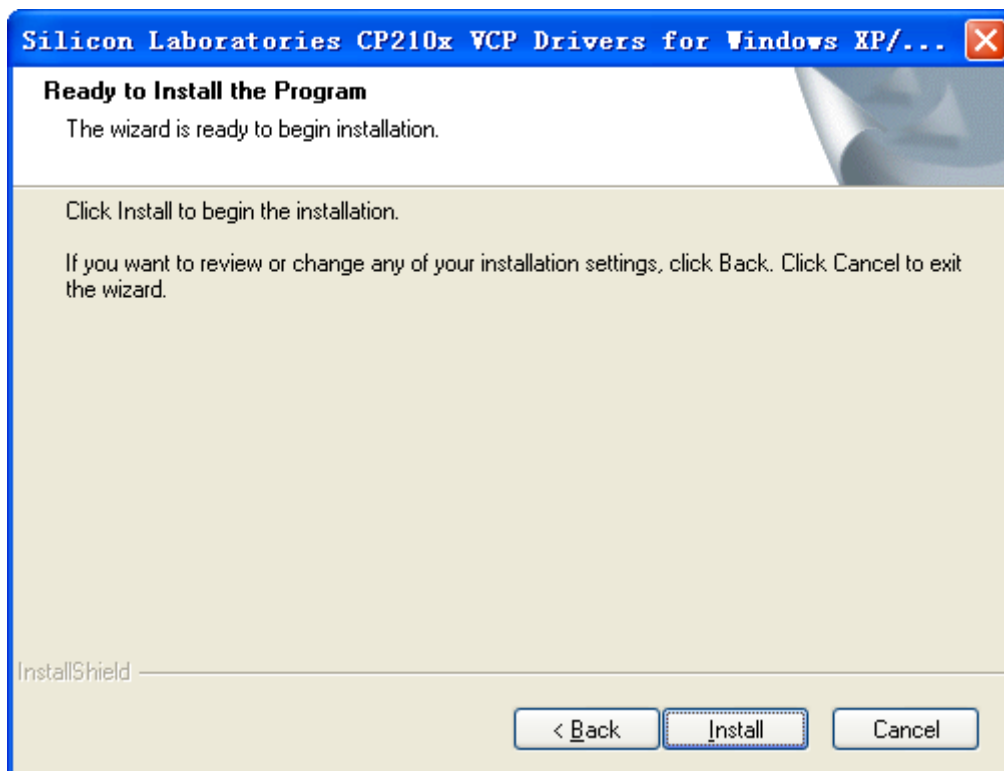 Silicon Laboratories CP210x VCP Drivers for Windows XP/...
Ready to Install the Program
The wizard is ready to begin installation.
Click Install to begin the installation.
If you want to review or change any of your installation settings, click Back. Click Cancel to exit
the wizard.
InstallShield
< Back
Install
Cancel